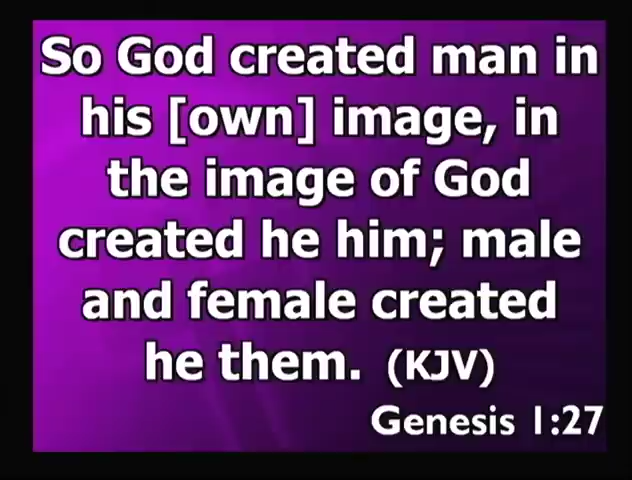 So God created man in
his [own] image, in
the image of God
created he him; male
and female created
he them. (KJV)
Genesis 1:27